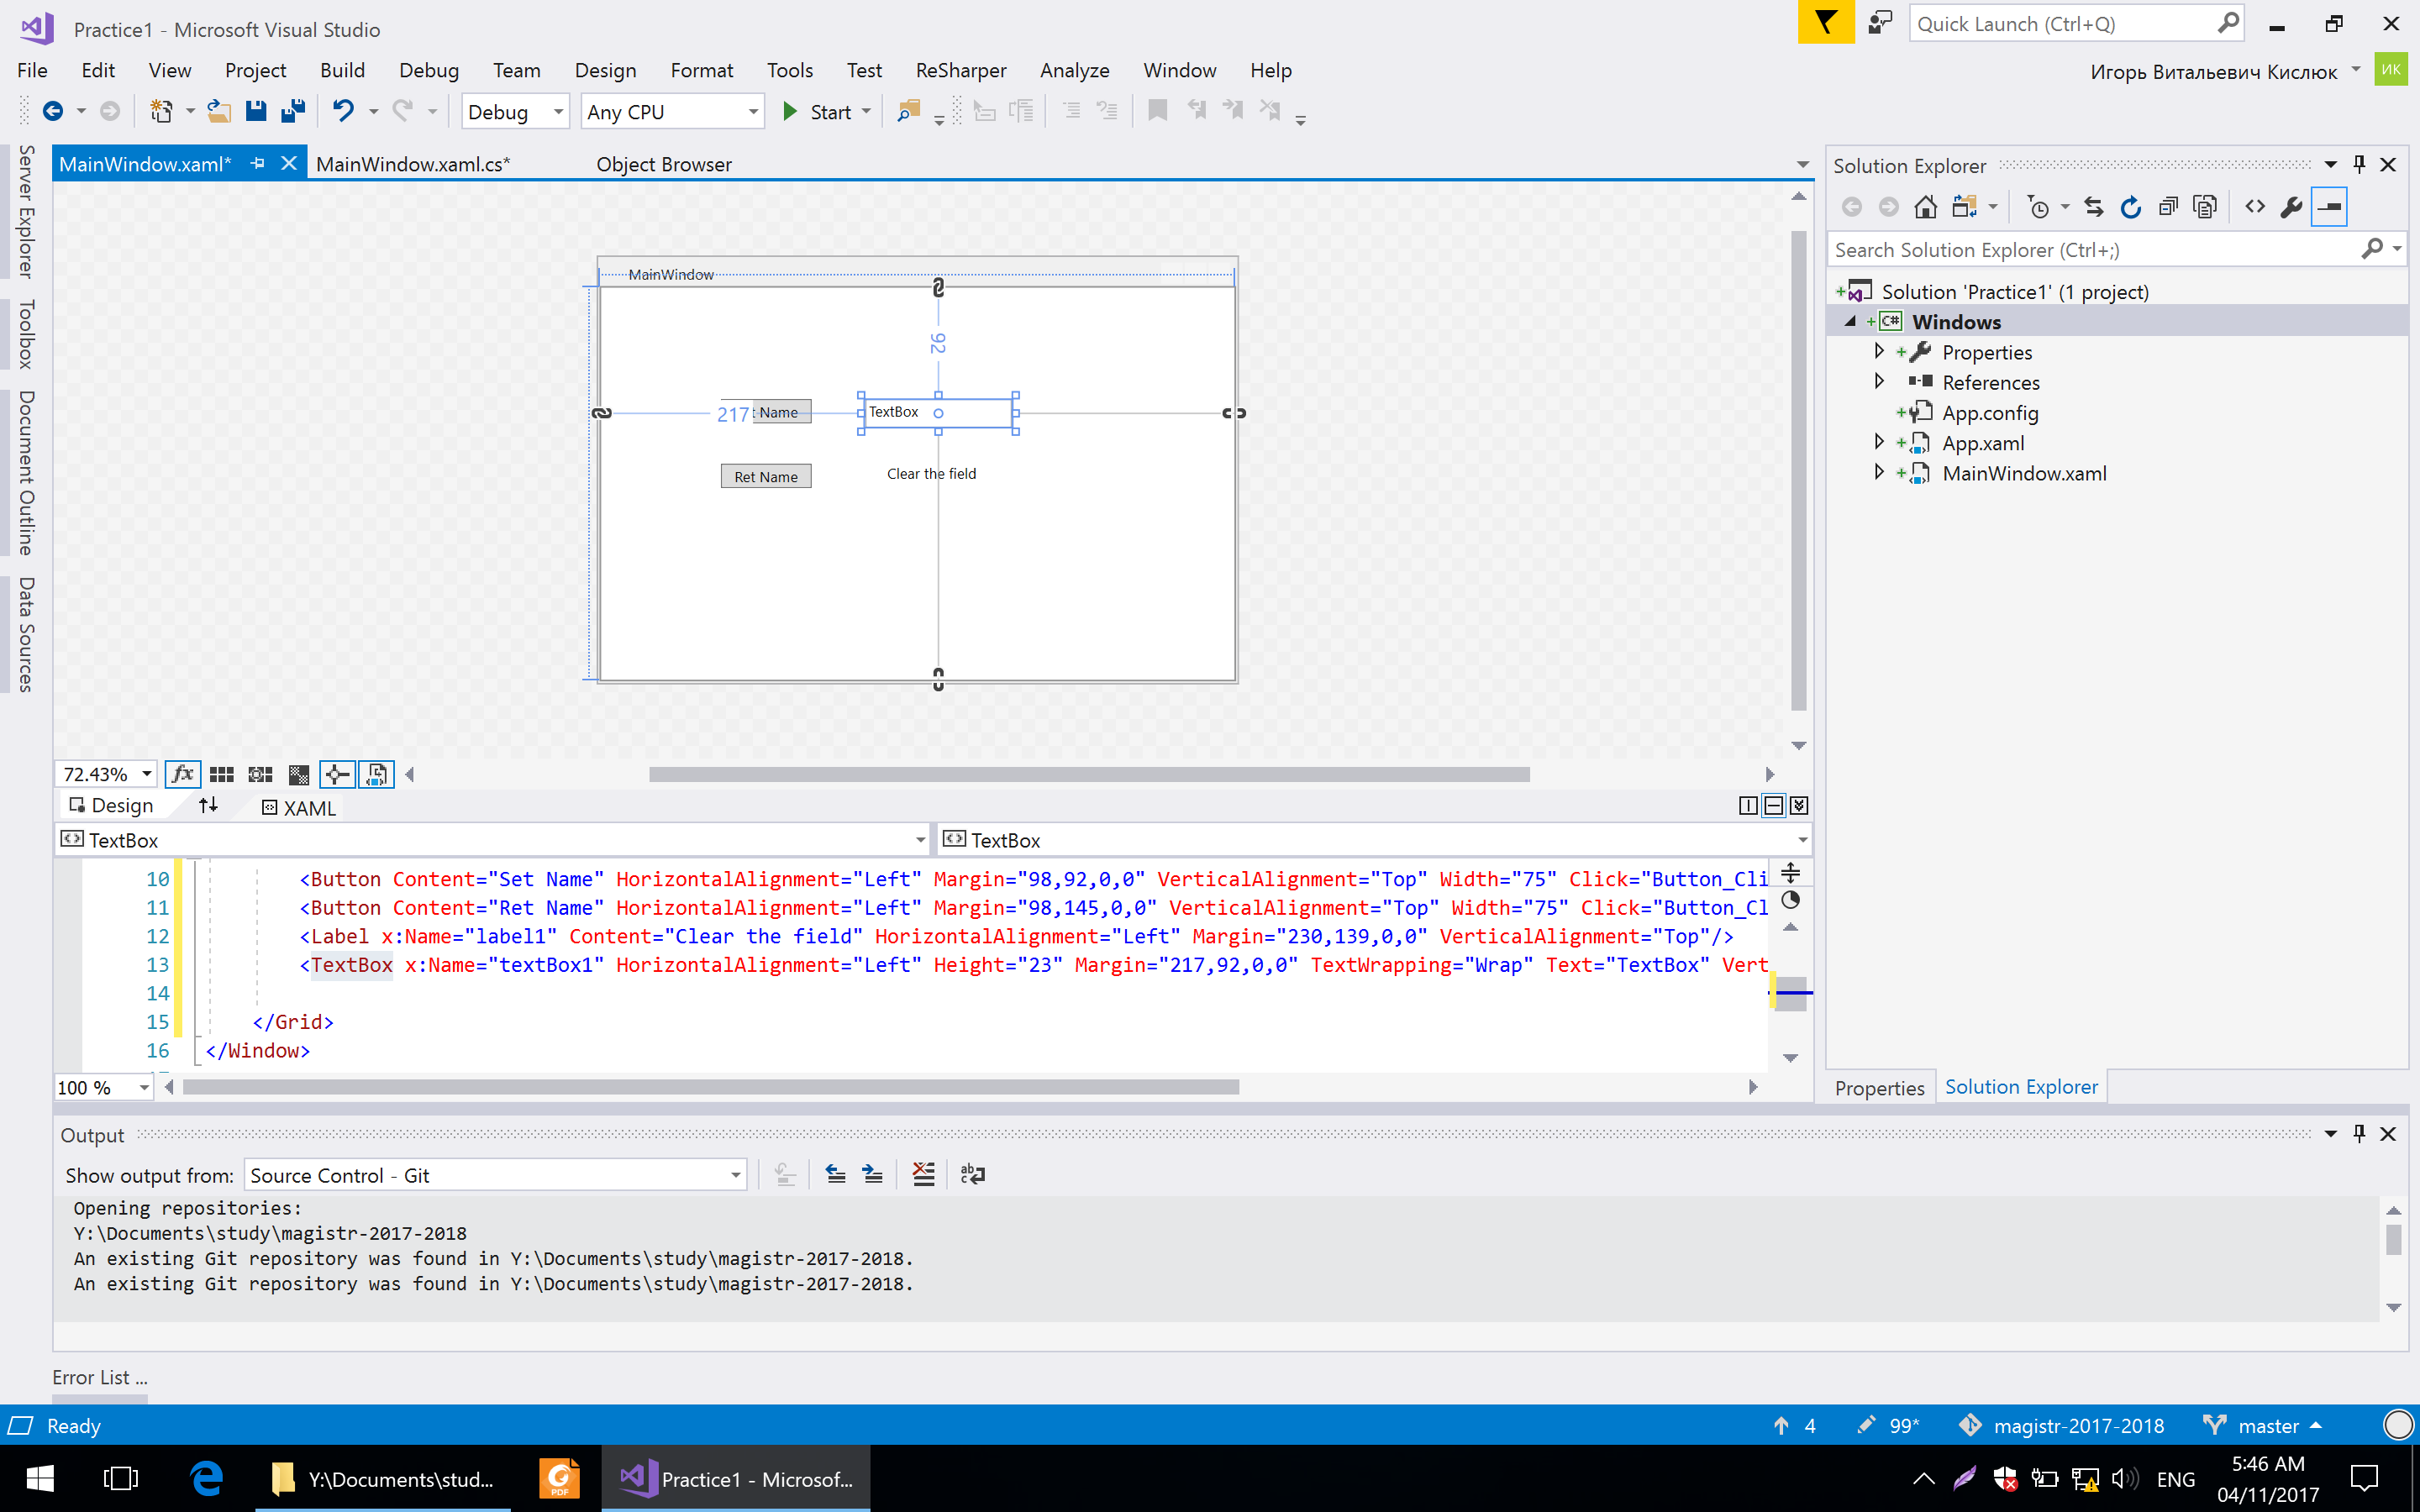 Practice1 - Microsoft Visual Studio
Quick Launch (Ctrl+Q)
File Edit View Project Build Debug Team Design Format Tools Test ReSharper Analyze Window Help
Игорь Витальевич Кислюк
ИК
Debug Any CPU Start
Server Explorer
Toolbox
Document Outline
Data Sources
MainWindow.xaml* MainWindow.xaml.cs* Object Browser
MainWindow
92
217
t Name
TextBox
Ret Name
Clear the field
72.43%
Design XAML
TextBox TextBox
10 <Button Content="Set Name" HorizontalAlignment="Left" Margin="98,92,0,0" VerticalAlignment="Top" Width="75" Click="Button_Cli
11 <Button Content="Ret Name" HorizontalAlignment="Left" Margin="98,145,0,0" VerticalAlignment="Top" Width="75" Click="Button_Cl
12 <Label x:Name="label1" Content="Clear the field" HorizontalAlignment="Left" Margin="230,139,0,0" VerticalAlignment="Top"/>
13 <TextBox x:Name="textBox1" HorizontalAlignment="Left" Height="23" Margin="217,92,0,0" TextWrapping="Wrap" Text="TextBox" Vert
14
15 </Grid>
16 </Window>
100 %
Solution Explorer
Search Solution Explorer (Ctrl+;)
Solution 'Practice1' (1 project)
C# Windows
Properties
References
App.config
App.xaml
MainWindow.xaml
Properties Solution Explorer
Output
Show output from: Source Control - Git
Opening repositories:
Y:\Documents\study\magistr-2017-2018
An existing Git repository was found in Y:\Documents\study\magistr-2017-2018.
An existing Git repository was found in Y:\Documents\study\magistr-2017-2018.
Error List ...
Ready
4 99* magistr-2017-2018 master
Y:\Documents\stud...
PDF
Practice1 - Microsof...
ENG
5:46 AM
04/11/2017